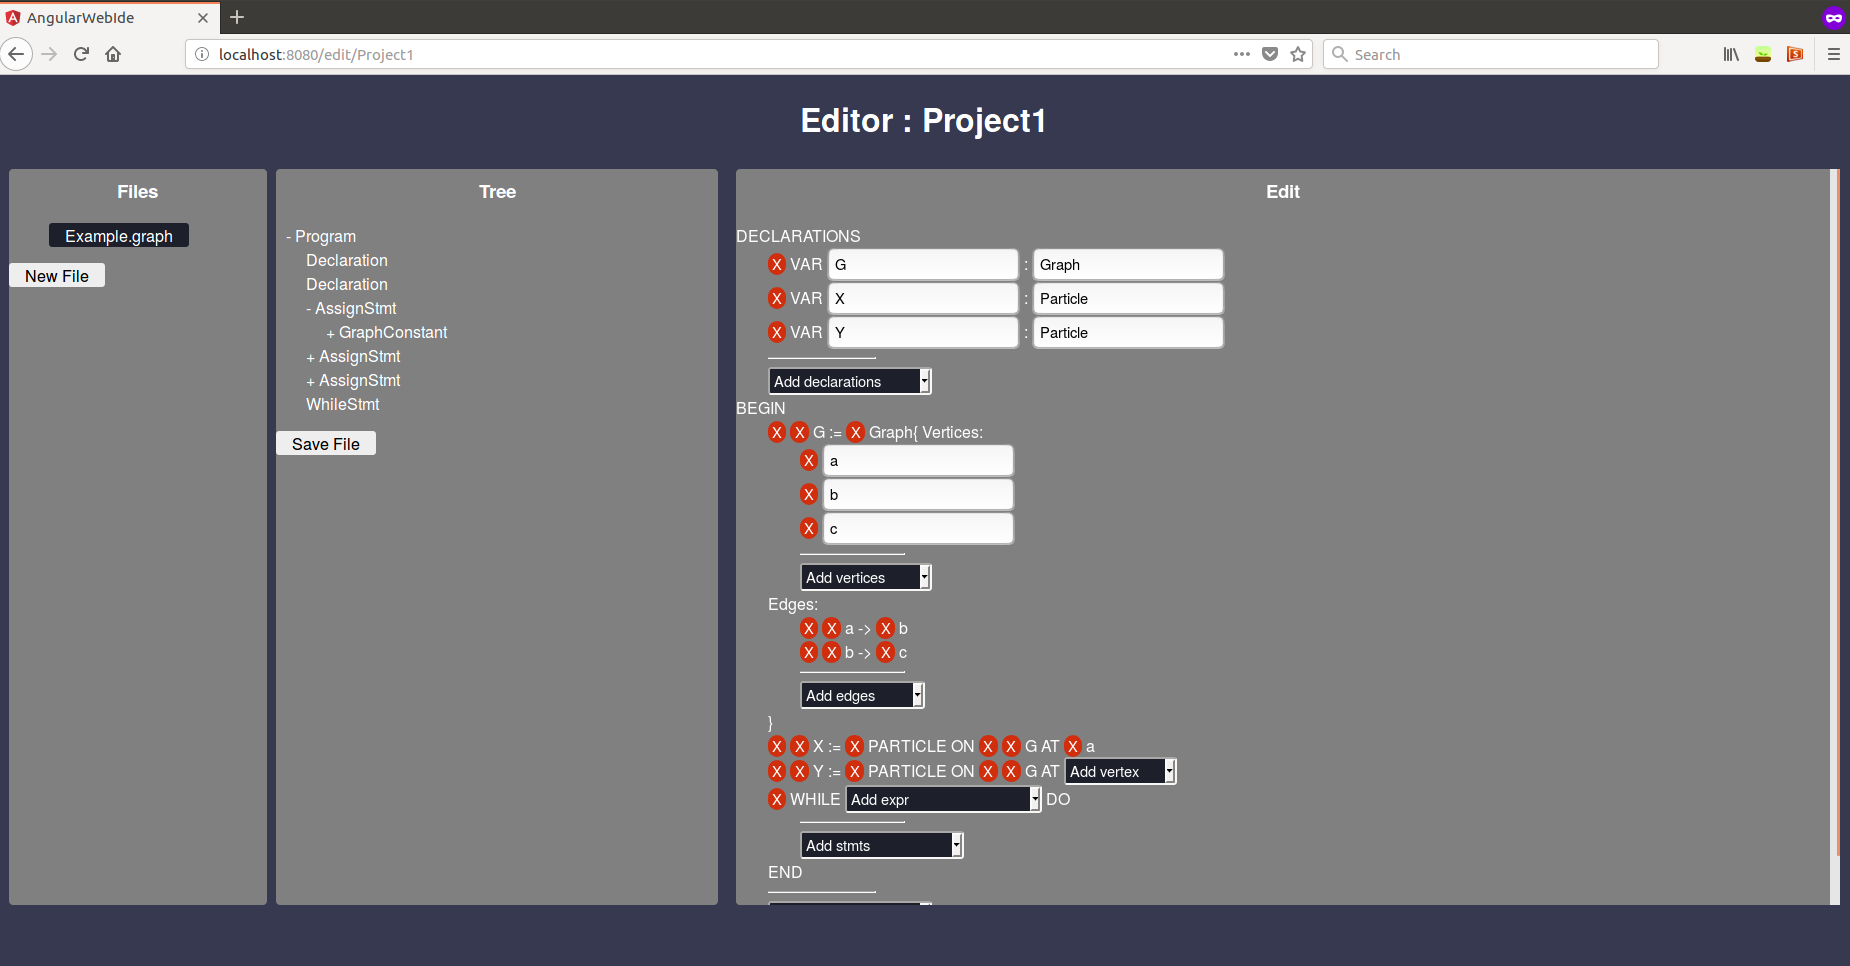 AngularWebIde
localhost:8080/edit/Project1
Search
Editor : Project1
Files
Example.graph
New File
Tree
- Program
Declaration
Declaration
- AssignStmt
+ GraphConstant
+ AssignStmt
+ AssignStmt
WhileStmt
Save File
Edit
DECLARATIONS
X VAR G : Graph
X VAR X : Particle
X VAR Y : Particle
Add declarations
BEGIN
X X G := X Graph{ Vertices:
X a
X b
X c
Add vertices
Edges:
X X a -> X b
X X b -> X c
Add edges
}
X X X := X PARTICLE ON X X G AT X a
X X Y := X PARTICLE ON X X G AT Add vertex
X WHILE Add expr DO
Add stmts
END